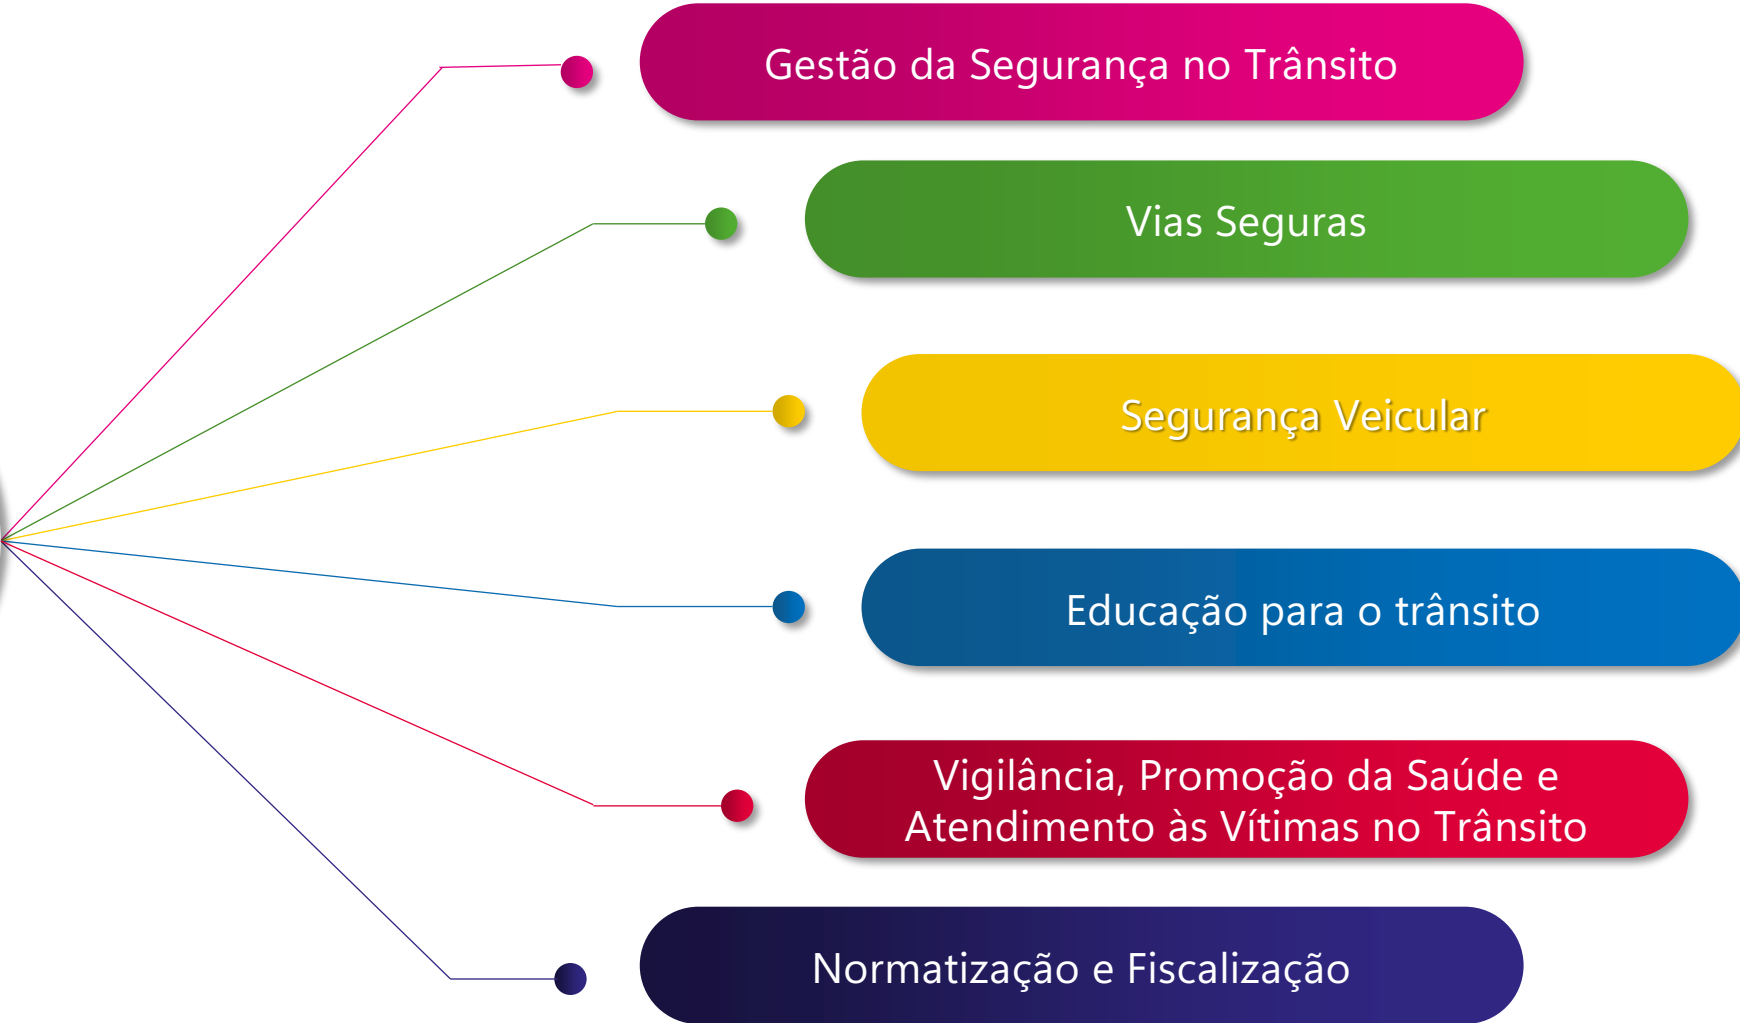 Gestão da Segurança no Trânsito
Vias Seguras
Segurança Veicular
Educação para o trânsito
Vigilância, Promoção da Saúde e
Atendimento às Vítimas no Trânsito
Normatização e Fiscalização